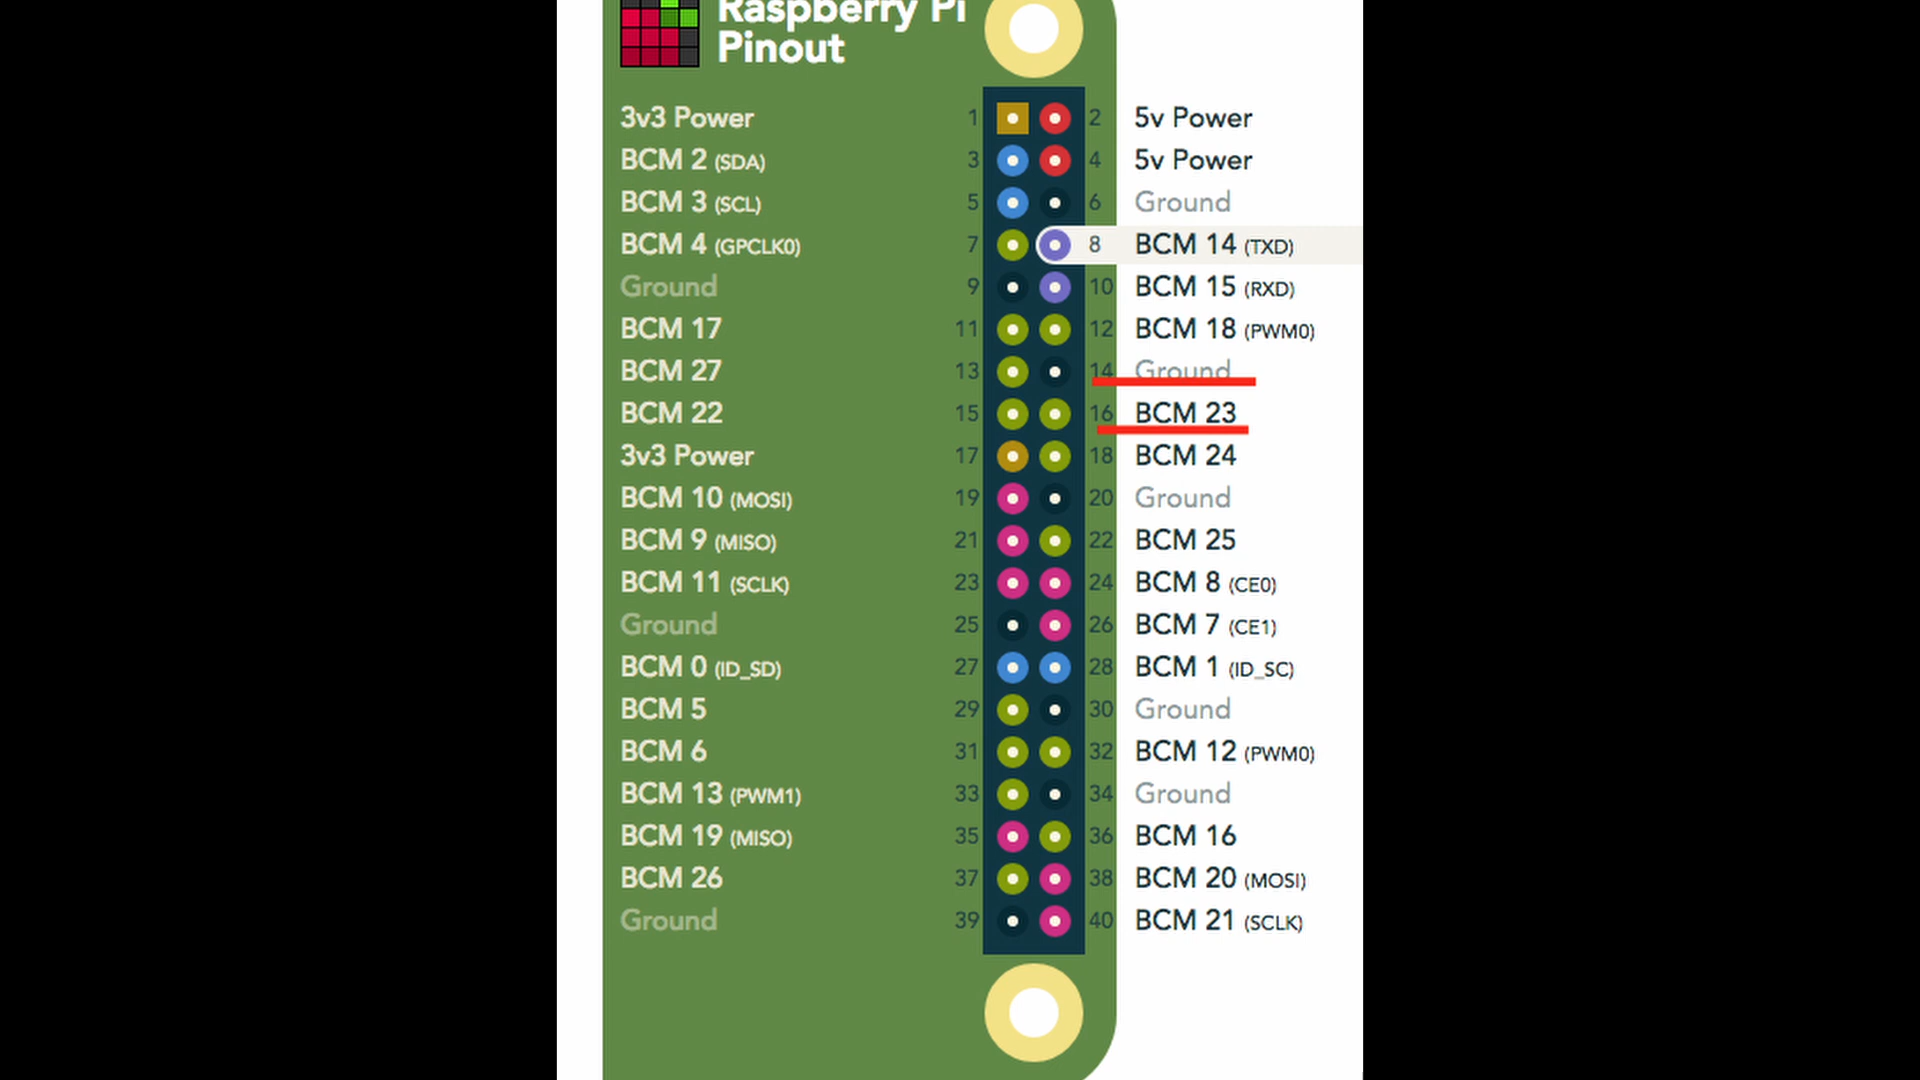 Raspberry Pi
Pinout
3v3 Power 1 2 5v Power
BCM 2 (SDA) 3 4 5v Power
BCM 3 (SCL) 5 6 Ground
BCM 4 (GPCLK0) 7 8 BCM 14 (TXD)
Ground 9 10 BCM 15 (RXD)
BCM 17 11 12 BCM 18 (PWM0)
BCM 27 13 14 Ground
BCM 22 15 16 BCM 23
3v3 Power 17 18 BCM 24
BCM 10 (MOSI) 19 20 Ground
BCM 9 (MISO) 21 22 BCM 25
BCM 11 (SCLK) 23 24 BCM 8 (CE0)
Ground 25 26 BCM 7 (CE1)
BCM 0 (ID_SD) 27 28 BCM 1 (ID_SC)
BCM 5 29 30 Ground
BCM 6 31 32 BCM 12 (PWM0)
BCM 13 (PWM1) 33 34 Ground
BCM 19 (MISO) 35 36 BCM 16
BCM 26 37 38 BCM 20 (MOSI)
Ground 39 40 BCM 21 (SCLK)